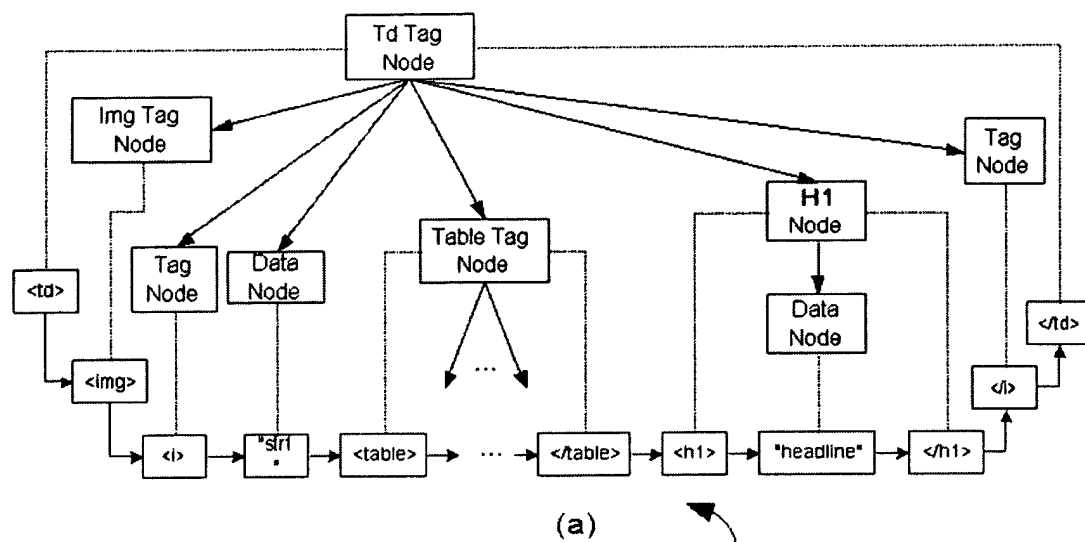 Td Tag
Node
Img Tag
Node
Tag
Node
H1
Node
Table Tag
Node
Tag
Node
Data
Node
<td>
Data
Node
</td>
<img>
...
</i>
<i>
"str1
"
<table>
...
</table>
<h1>
"headline"
</h1>
(a)